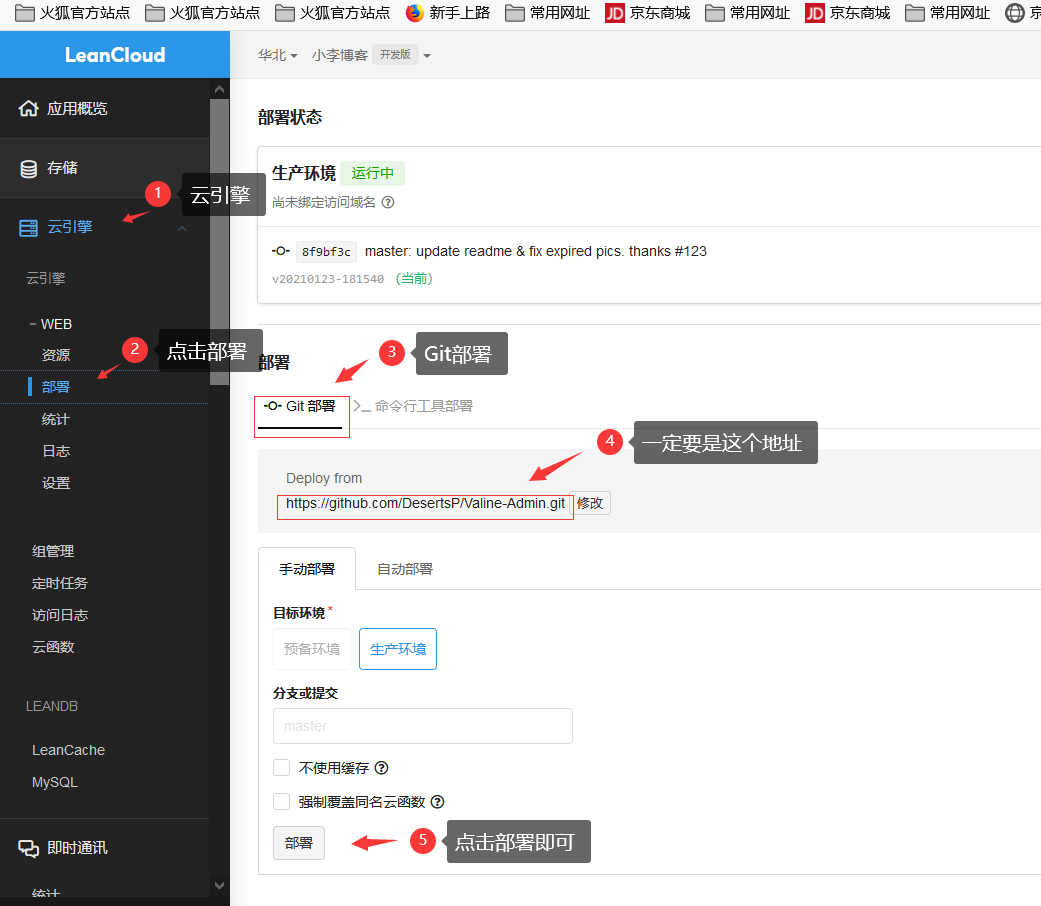 火狐官方站点 火狐官方站点 火狐官方站点 新手上路 常用网址 JD 京东商城 常用网址 JD 京东商城 常用网址
LeanCloud
华北 小李博客 开发版
应用概览
存储
1 云引擎
云引擎
云引擎
WEB
资源
2 点击部署
部署
统计
日志
设置
组管理
定时任务
访问日志
云函数
LEANDB
LeanCache
MySQL
即时通讯
统计
部署状态
生产环境 运行中
尚未绑定访问域名 ?
8f9bf3c master: update readme & fix expired pics. thanks #123
v20210123-181540 (当前)
部署
3 Git部署
Git 部署 命令行工具部署
4 一定要是这个地址
Deploy from
https://github.com/DesertsP/Valine-Admin.git 修改
手动部署 自动部署
目标环境 *
预备环境 生产环境
分支或提交
master
不使用缓存 ?
强制覆盖同名云函数 ?
部署 5 点击部署即可